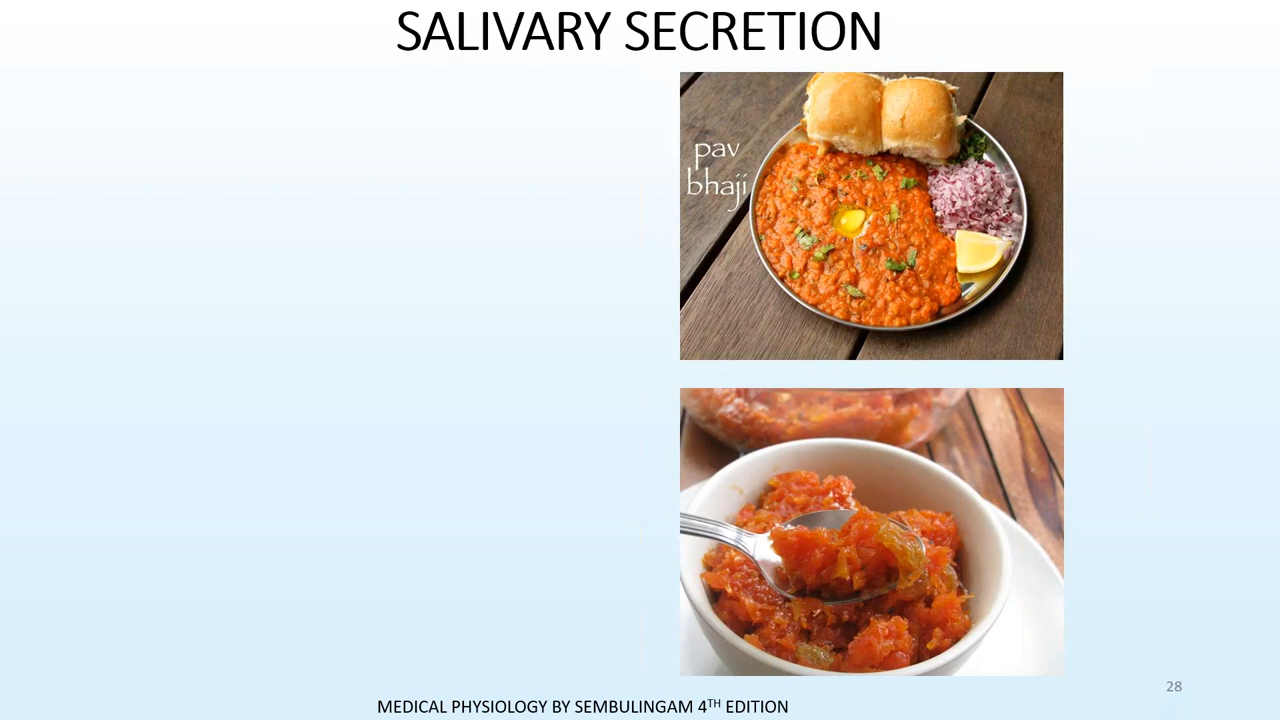 SALIVARY SECRETION
pav
bhaji
28
MEDICAL PHYSIOLOGY BY SEMBULINGAM 4TH EDITION